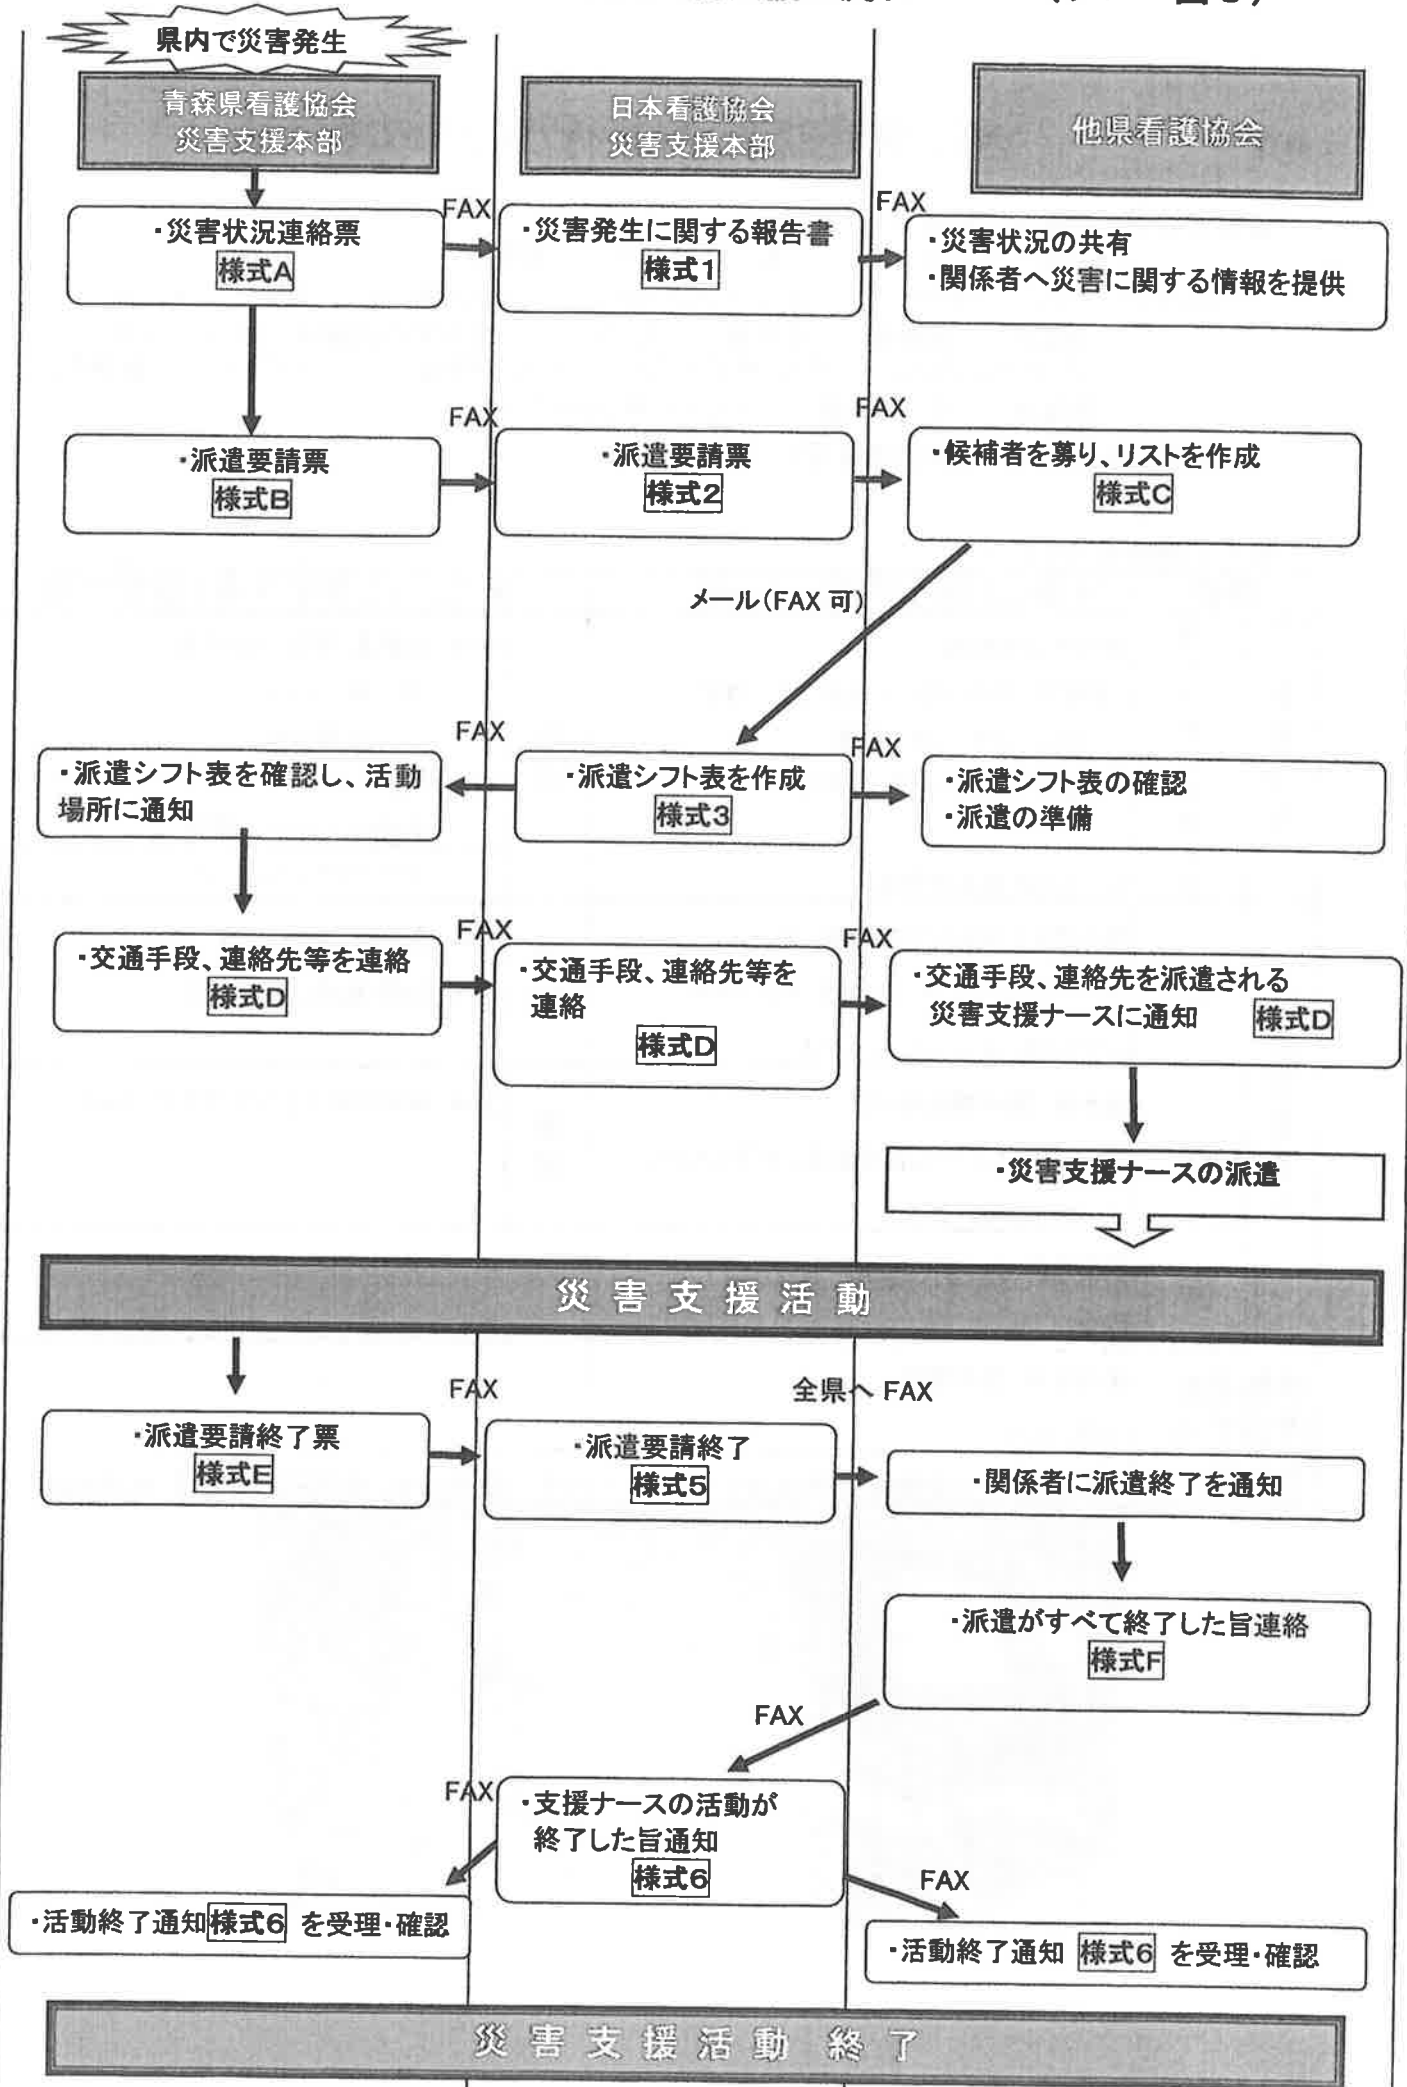 県内で災害発生
青森県看護協会
災害支援本部
日本看護協会
災害支援本部
他県看護協会
FAX
FAX
・災害状況連絡票
様式A
・災害発生に関する報告書
様式1
・災害状況の共有
・関係者へ災害に関する情報を提供
FAX
FAX
・派遣要請票
様式B
・派遣要請票
様式2
・候補者を募り、リストを作成
様式C
メール(FAX 可)
FAX
FAX
・派遣シフト表を確認し、活動
場所に通知
・派遣シフト表を作成
様式3
・派遣シフト表の確認
・派遣の準備
FAX
FAX
・交通手段、連絡先等を連絡
様式D
・交通手段、連絡先等を
連絡
様式D
・交通手段、連絡先を派遣される
災害支援ナースに通知 様式D
・災害支援ナースの派遣
災害支援活動
FAX
全県へ FAX
・派遣要請終了票
様式E
・派遣要請終了
様式5
・関係者に派遣終了を通知
・派遣がすべて終了した旨連絡
様式F
FAX
FAX
・支援ナースの活動が
終了した旨通知
様式6
FAX
・活動終了通知 様式6 を受理・確認
・活動終了通知 様式6 を受理・確認
災害支援活動 終了